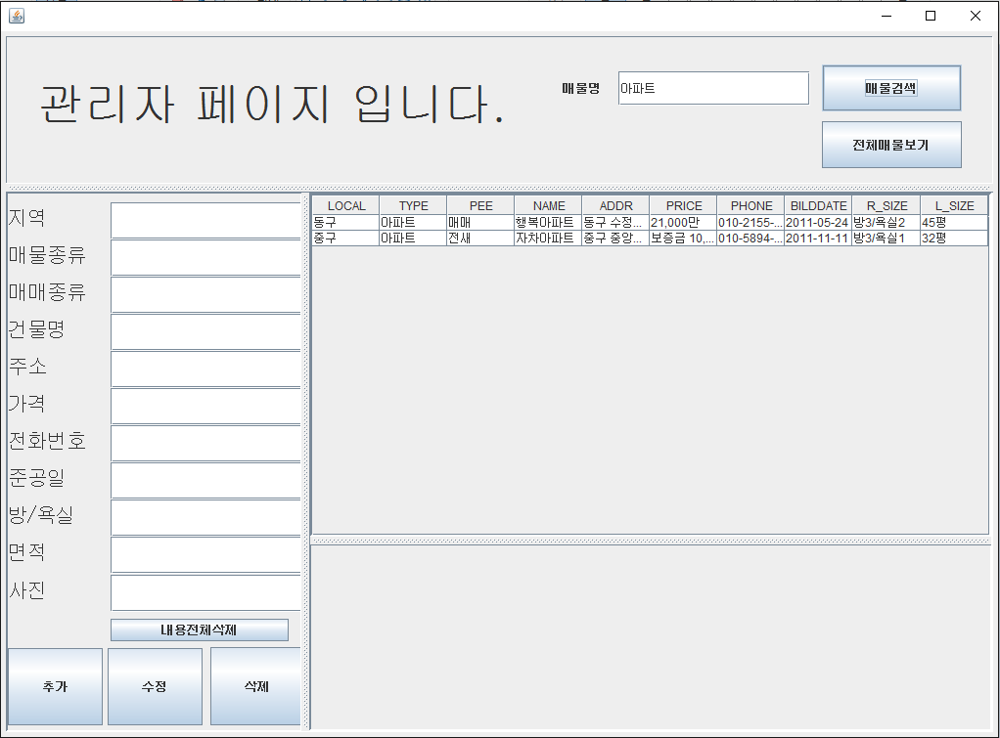 관리자 페이지 입니다.
매물명 아파트 매물검색
전체매물보기
지역
매물종류
매매종류
건물명
주소
가격
전화번호
준공일
방/욕실
면적
사진
내용전체삭제
추가 수정 삭제
LOCAL TYPE PEE NAME ADDR PRICE PHONE BILDDATE R_SIZE L_SIZE
동구 아파트 매매 행복아파트 동구 수정... 21,000만 010-2155-... 2011-05-24 방3/욕실2 45평
중구 아파트 전새 자차아파트 중구 중앙... 보증금 10,... 010-5894-... 2011-11-11 방3/욕실1 32평